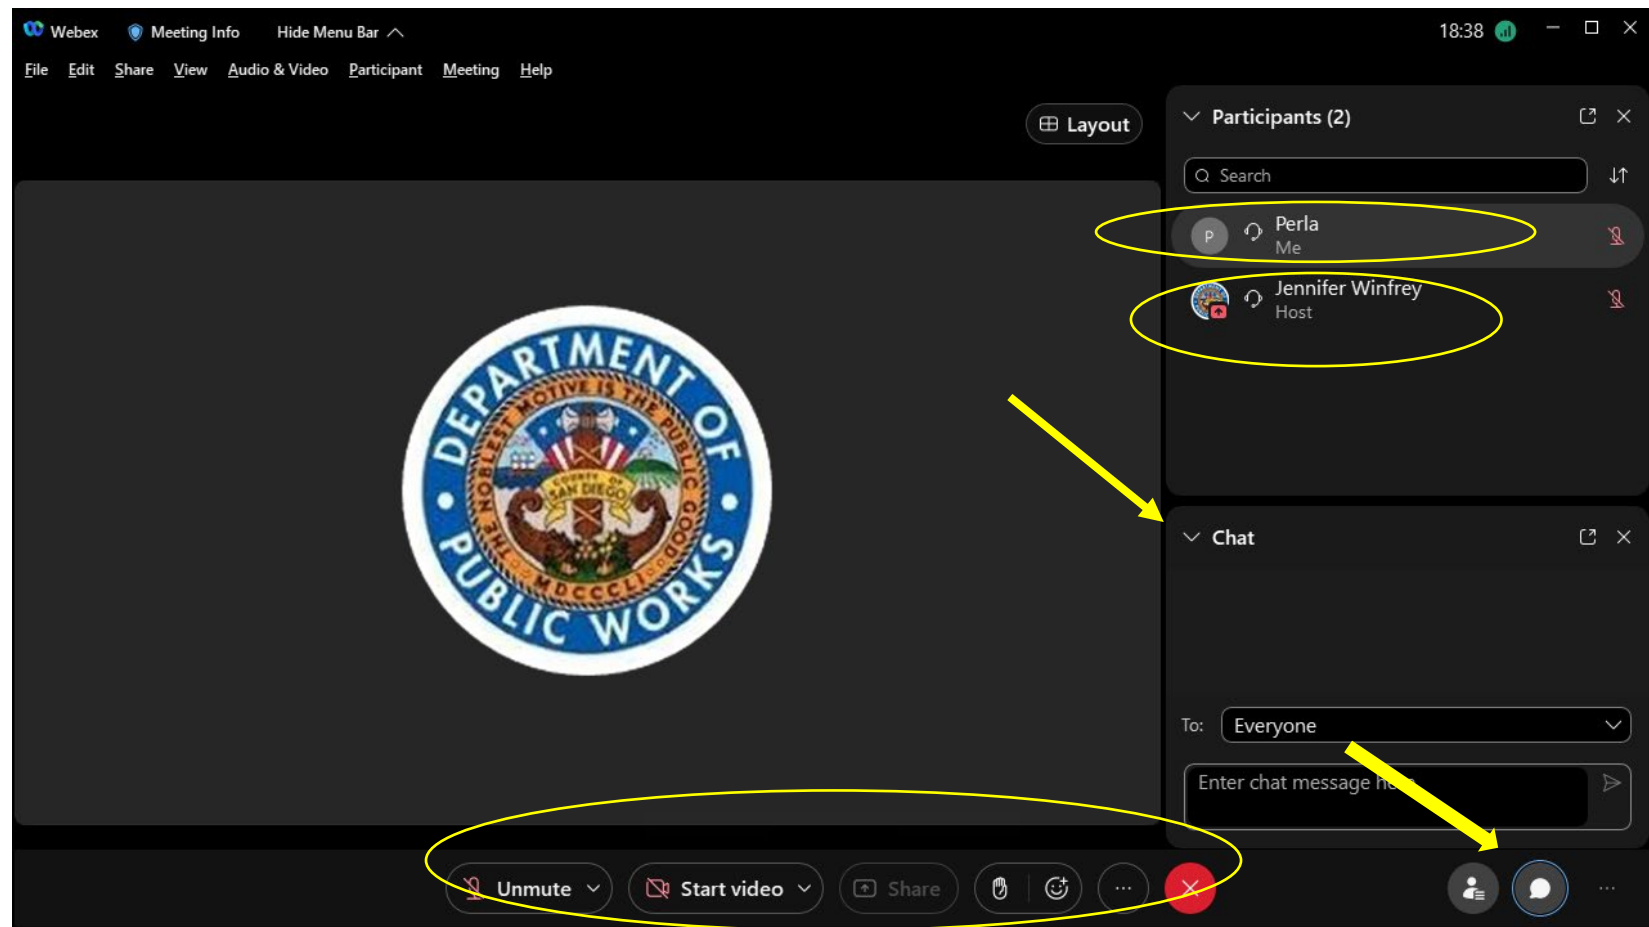 Webex Meeting Info Hide Menu Bar 18:38
File Edit Share View Audio & Video Participant Meeting Help
Layout
Participants (2)
Search
P Perla
Me
Jennifer Winfrey
Host
DEPARTMENT OF
PUBLIC WORKS
THE NOBLEST MOTIVE IS THE PUBLIC GOOD
COUNTY OF
SAN DIEGO
MDCCCLI
Chat
To: Everyone
Enter chat message
Unmute Start video Share